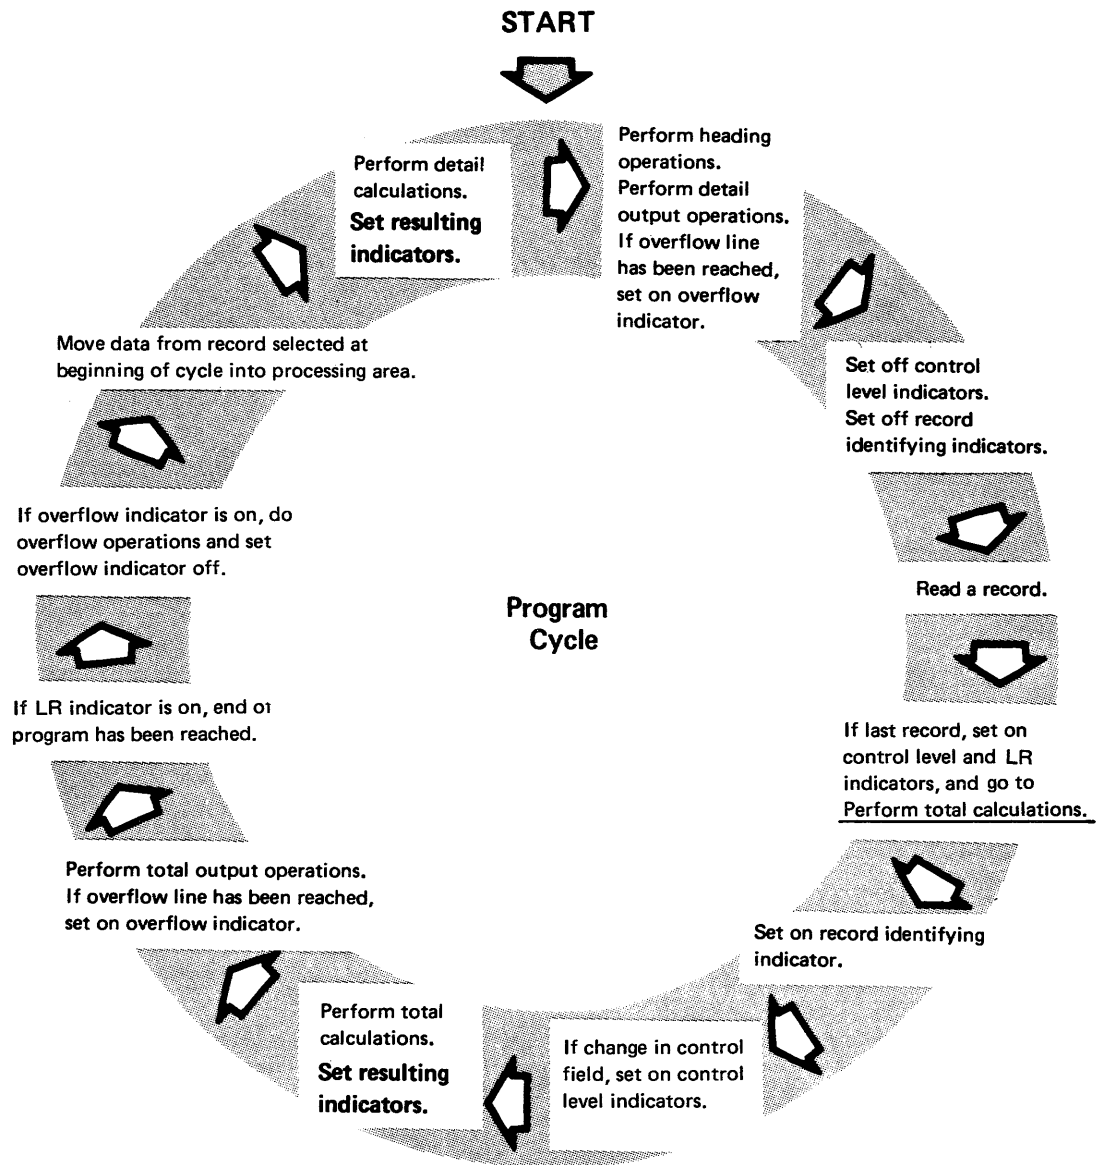 START
Perform heading
operations.
Perform detail
output operations.
If overflow line
has been reached,
set on overflow
indicator.
Set off control
level indicators.
Set off record
identifying indicators.
Read a record.
If last record, set on
control level and LR
indicators, and go to
Perform total calculations.
Set on record identifying
indicator.
If change in control
field, set on control
level indicators.
Perform total
calculations.
Set resulting
indicators.
Perform total output operations.
If overflow line has been reached,
set on overflow indicator.
If LR indicator is on, end of
program has been reached.
If overflow indicator is on, do
overflow operations and set
overflow indicator off.
Move data from record selected at
beginning of cycle into processing area.
Perform detail
calculations.
Set resulting
indicators.
Program
Cycle